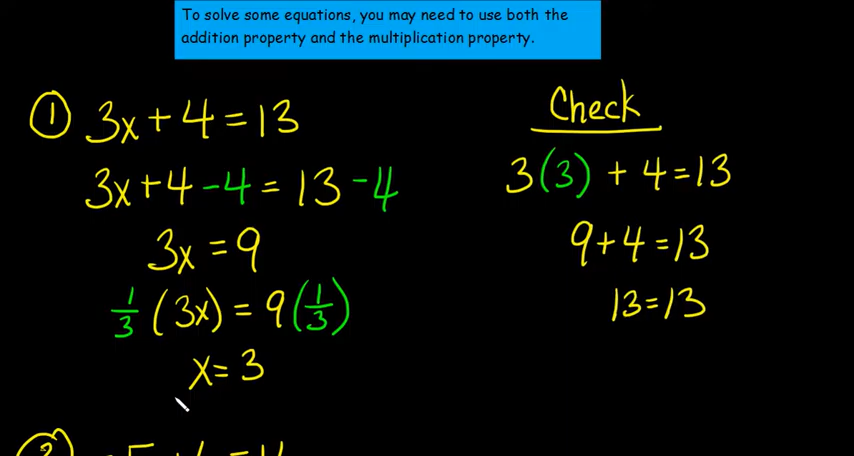 To solve some equations, you may need to use both the
addition property and the multiplication property.
① 3x + 4 = 13
3x + 4 - 4 = 13 - 4
3x = 9
1/3 (3x) = 9 (1/3)
x = 3
Check
3(3) + 4 = 13
9 + 4 = 13
13 = 13